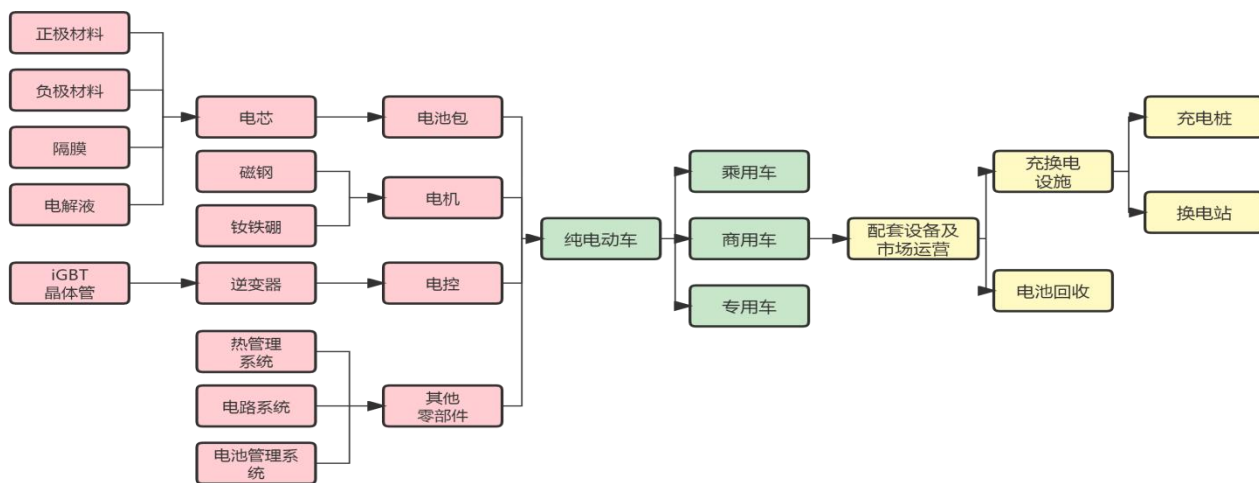 正极材料
负极材料
隔膜
电解液
iGBT
晶体管
电芯
磁钢
钕铁硼
逆变器
热管理
系统
电路系统
电池管理系
统
电池包
电机
电控
其他
零部件
纯电动车
乘用车
商用车
专用车
配套设备及
市场运营
充换电
设施
电池回收
充电桩
换电站